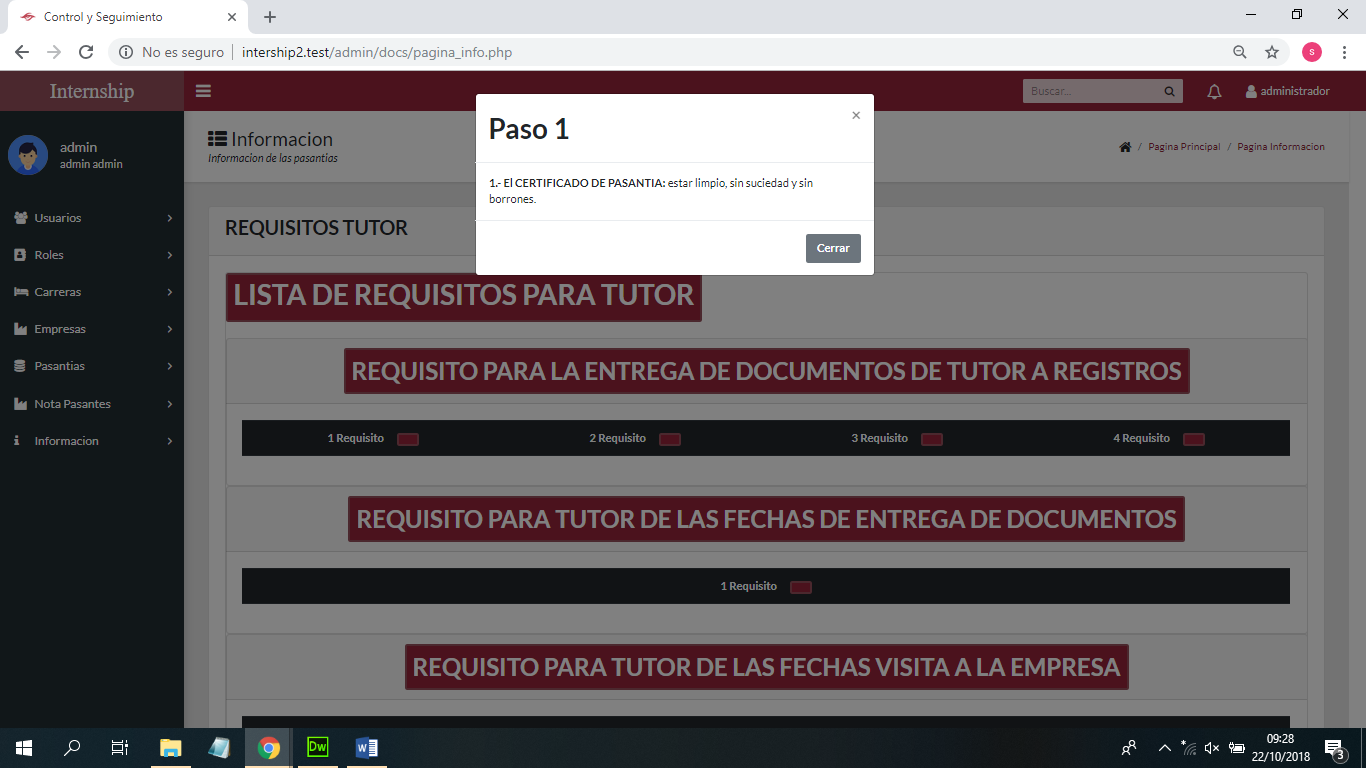 Control y Seguimiento
No es seguro
intership2.test/admin/docs/pagina_info.php
s
Internship
Buscar...
administrador
admin
admin admin
Informacion
Informacion de las pasantias
/ Pagina Principal / Pagina Informacion
Usuarios
Roles
Carreras
Empresas
Pasantias
Nota Pasantes
Informacion
Paso 1
×
1.- El CERTIFICADO DE PASANTIA: estar limpio, sin suciedad y sin
borrones.
Cerrar
REQUISITOS TUTOR
LISTA DE REQUISITOS PARA TUTOR
REQUISITO PARA LA ENTREGA DE DOCUMENTOS DE TUTOR A REGISTROS
1 Requisito 2 Requisito 3 Requisito 4 Requisito
REQUISITO PARA TUTOR DE LAS FECHAS DE ENTREGA DE DOCUMENTOS
1 Requisito
REQUISITO PARA TUTOR DE LAS FECHAS VISITA A LA EMPRESA
Dw
W
09:28
22/10/2018
3